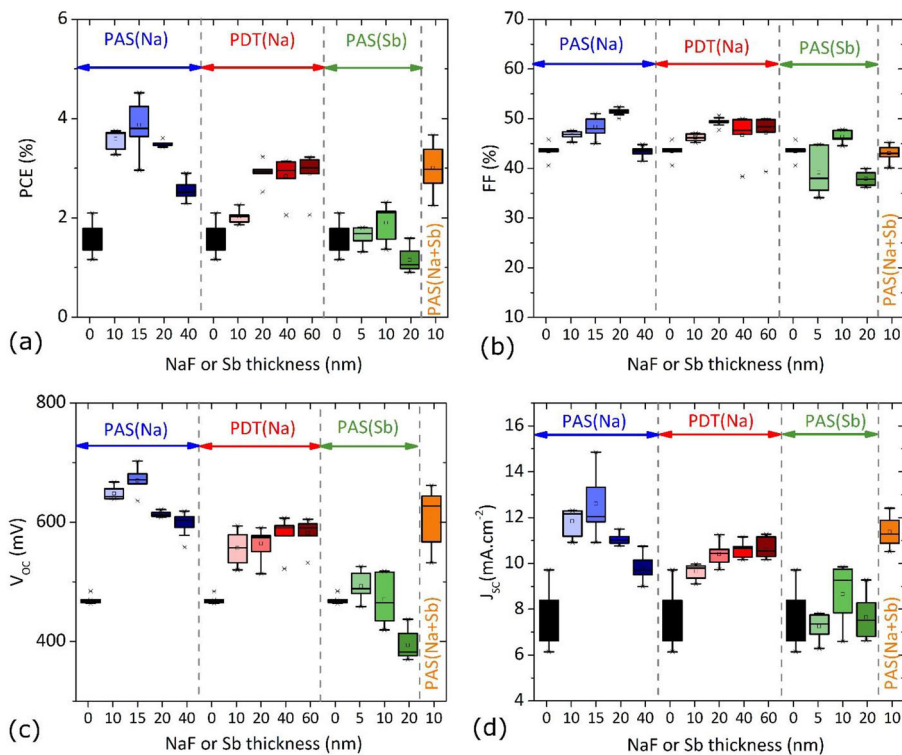 PAS(Na) PDT(Na) PAS(Sb)
6
4
2
0
PCE (%)
PAS(Na+Sb)
0 10 15 20 40 0 10 20 40 60 0 5 10 20 10
NaF or Sb thickness (nm)
(a)
PAS(Na) PDT(Na) PAS(Sb)
70
60
50
40
30
20
10
FF (%)
PAS(Na+Sb)
0 10 15 20 40 0 10 20 40 60 0 5 10 20 10
NaF or Sb thickness (nm)
(b)
PAS(Na) PDT(Na) PAS(Sb)
800
600
400
VOC (mV)
PAS(Na+Sb)
0 10 15 20 40 0 10 20 40 60 0 5 10 20 10
NaF or Sb thickness (nm)
(c)
PAS(Na) PDT(Na) PAS(Sb)
16
14
12
10
8
6
4
JSC(mA.cm-2)
PAS(Na+Sb)
0 10 15 20 40 0 10 20 40 60 0 5 10 20 10
NaF or Sb thickness (nm)
(d)